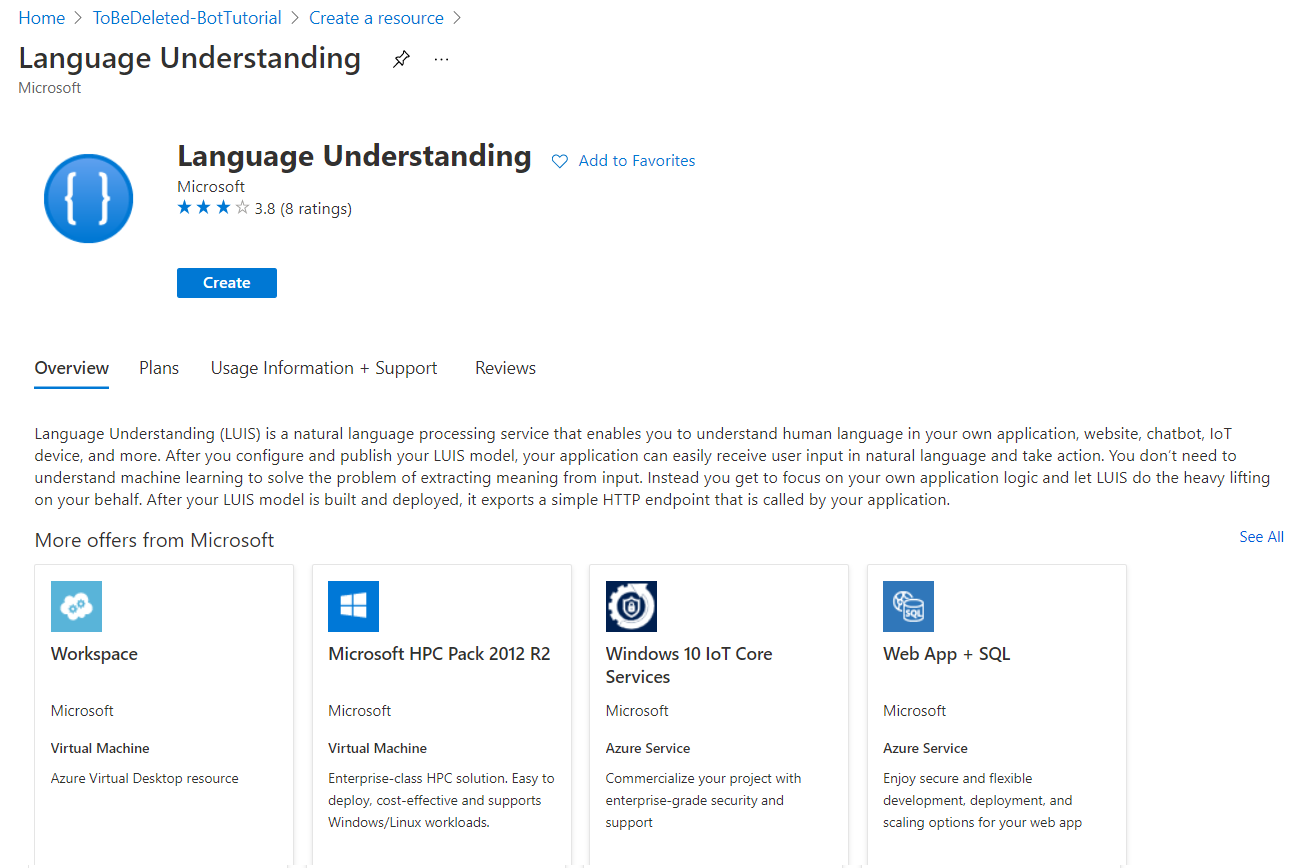 Home > ToBeDeleted-BotTutorial > Create a resource >
Language Understanding ...
Microsoft
{ }
Language Understanding Add to Favorites
Microsoft
3.8 (8 ratings)
Create
Overview Plans Usage Information + Support Reviews
Language Understanding (LUIS) is a natural language processing service that enables you to understand human language in your own application, website, chatbot, IoT
device, and more. After you configure and publish your LUIS model, your application can easily receive user input in natural language and take action. You don't need to
understand machine learning to solve the problem of extracting meaning from input. Instead you get to focus on your own application logic and let LUIS do the heavy lifting
on your behalf. After your LUIS model is built and deployed, it exports a simple HTTP endpoint that is called by your application.
More offers from Microsoft See All
Workspace
Microsoft
Virtual Machine
Azure Virtual Desktop resource
Microsoft HPC Pack 2012 R2
Microsoft
Virtual Machine
Enterprise-class HPC solution. Easy to
deploy, cost-effective and supports
Windows/Linux workloads.
Windows 10 IoT Core
Services
Microsoft
Azure Service
Commercialize your project with
enterprise-grade security and
support
SQL
Web App + SQL
Microsoft
Azure Service
Enjoy secure and flexible
development, deployment, and
scaling options for your web app